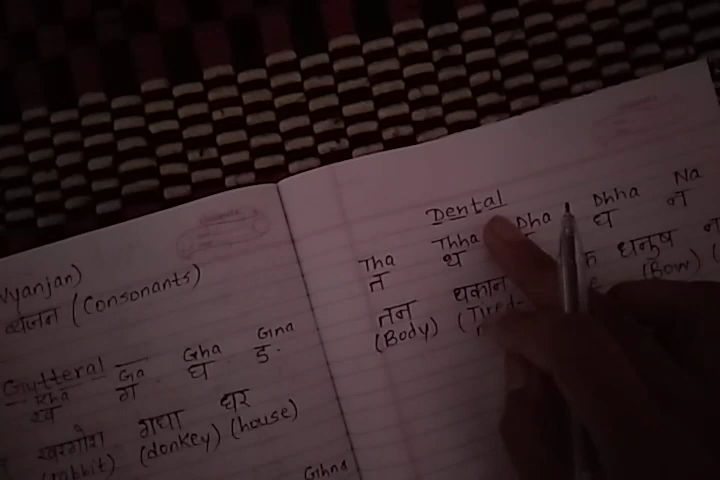 Vyanjan)
व्यंजन (Consonants)
Gutteral
Kha Ga Gha Gna
ख ग घ ङ
खरगोश गधा घर
(rabbit) (donkey) (house)
Gihna
Dental
Tha Thha Dha Dhha Na
त थ ध न
तन थकान धनुष
(Body) (Tired- (Bow)